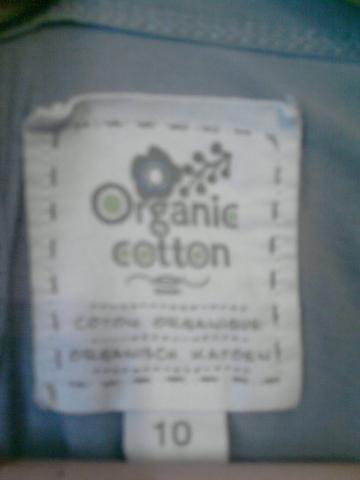 Organic
cotton
COTON ORGANIQUE
ORGANISCH KATOEN
10